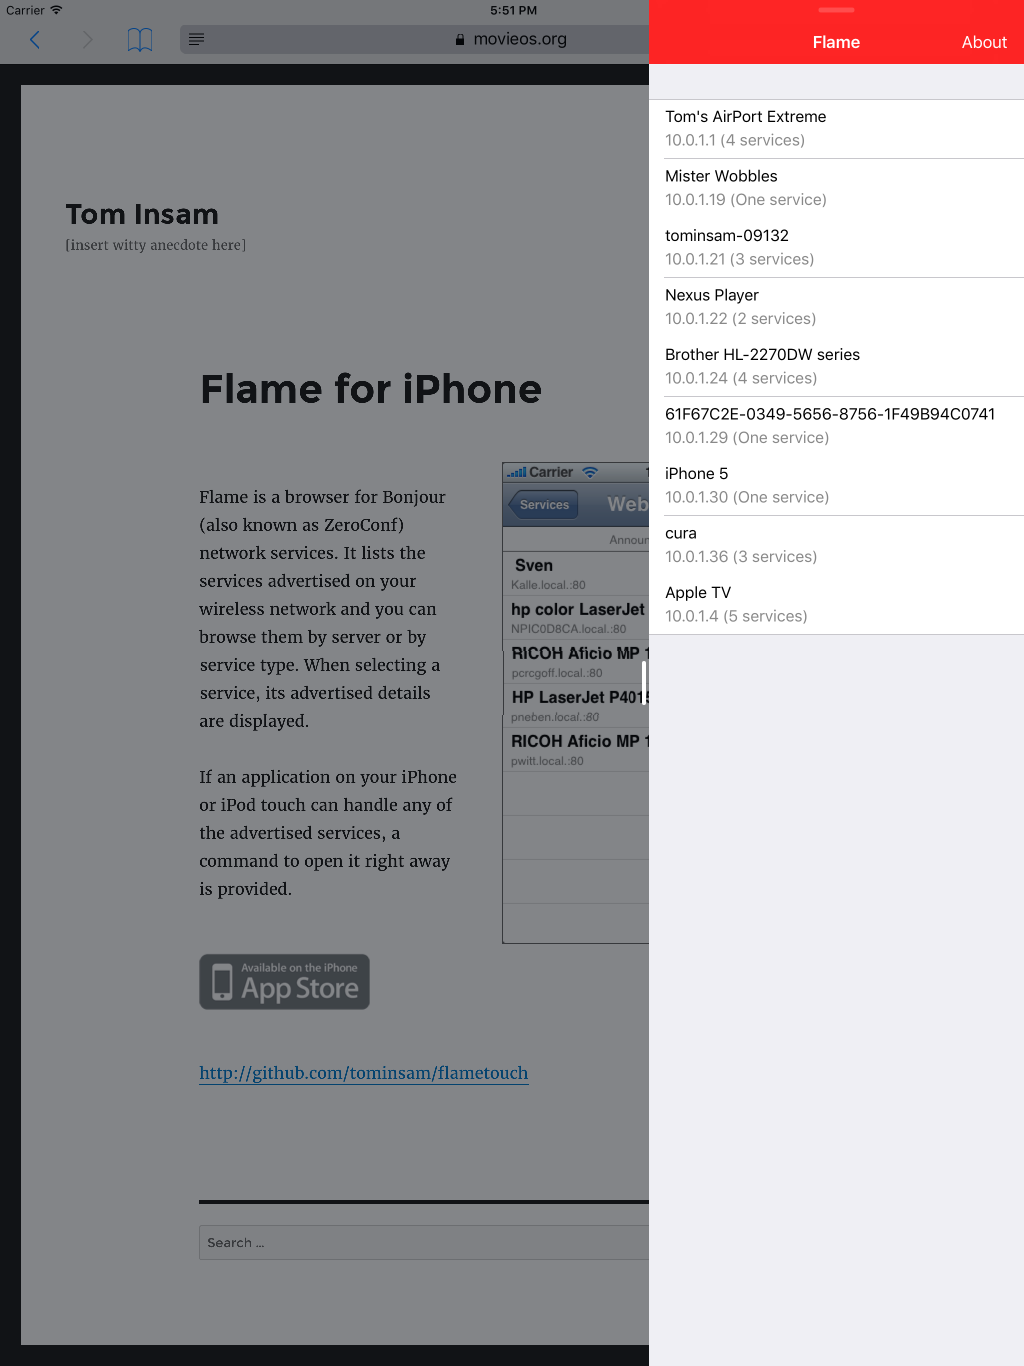 Carrier
5:51 PM
movieos.org
Tom Insam
[insert witty anecdote here]
Flame for iPhone
Flame is a browser for Bonjour
(also known as ZeroConf)
network services. It lists the
services advertised on your
wireless network and you can
browse them by server or by
service type. When selecting a
service, its advertised details
are displayed.
If an application on your iPhone
or iPod touch can handle any of
the advertised services, a
command to open it right away
is provided.
Carrier
Services
Web
Sven
Kalle.local.:80
hp color LaserJet
NPIC0D8CA.local.:80
RICOH Aficio MP
pcrcgoff.local.:80
HP LaserJet
pneben.local.:80
RICOH Aficio MP
pwitt.local.:80
Available on the iPhone
App Store
http://github.com/tominsam/flametouch
Search ...
Flame
About
Tom's AirPort Extreme
10.0.1.1 (4 services)
Mister Wobbles
10.0.1.19 (One service)
tominsam-09132
10.0.1.21 (3 services)
Nexus Player
10.0.1.22 (2 services)
Brother HL-2270DW series
10.0.1.24 (4 services)
61F67C2E-0349-5656-8756-1F49B94C0741
10.0.1.29 (One service)
iPhone 5
10.0.1.30 (One service)
cura
10.0.1.36 (3 services)
Apple TV
10.0.1.4 (5 services)